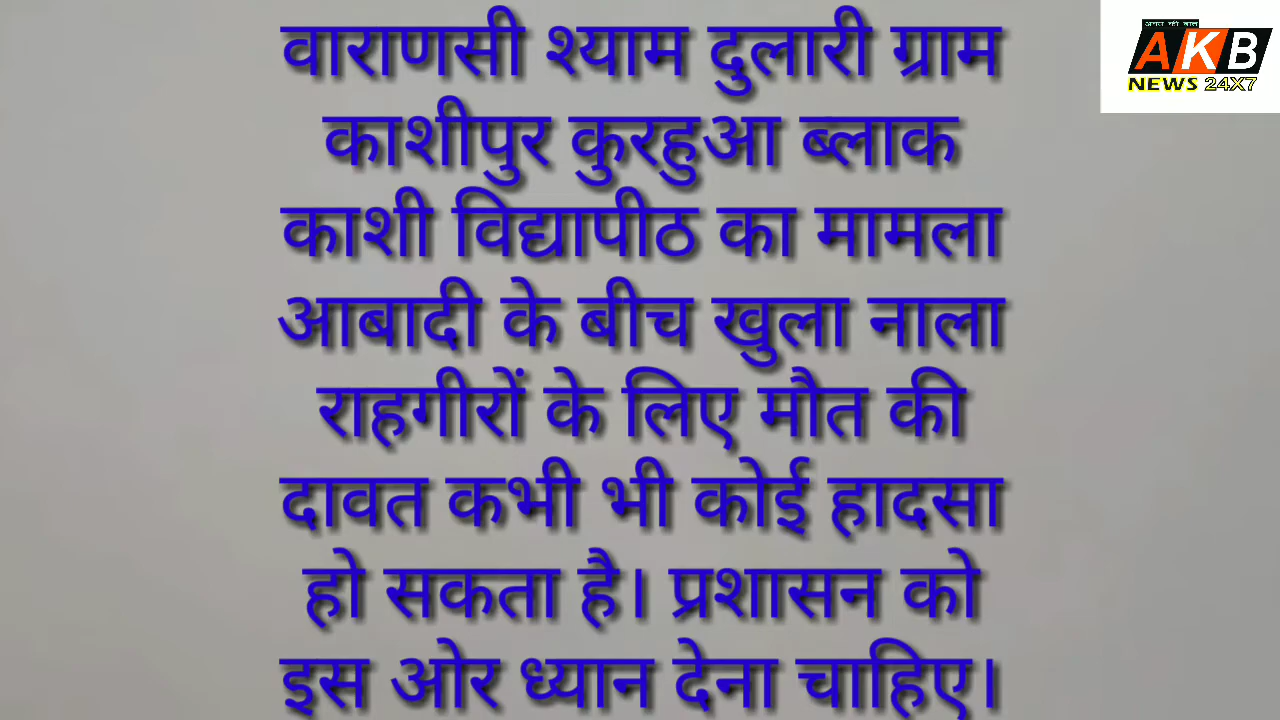 वाराणसी श्याम दुलारी ग्राम
काशीपुर कुरहुआ ब्लाक
काशी विद्यापीठ का मामला
आबादी के बीच खुला नाला
राहगीरों के लिए मौत की
दावत कभी भी कोई हादसा
हो सकता है। प्रशासन को
इस ओर ध्यान देना चाहिए।
AKB
NEWS 24X7